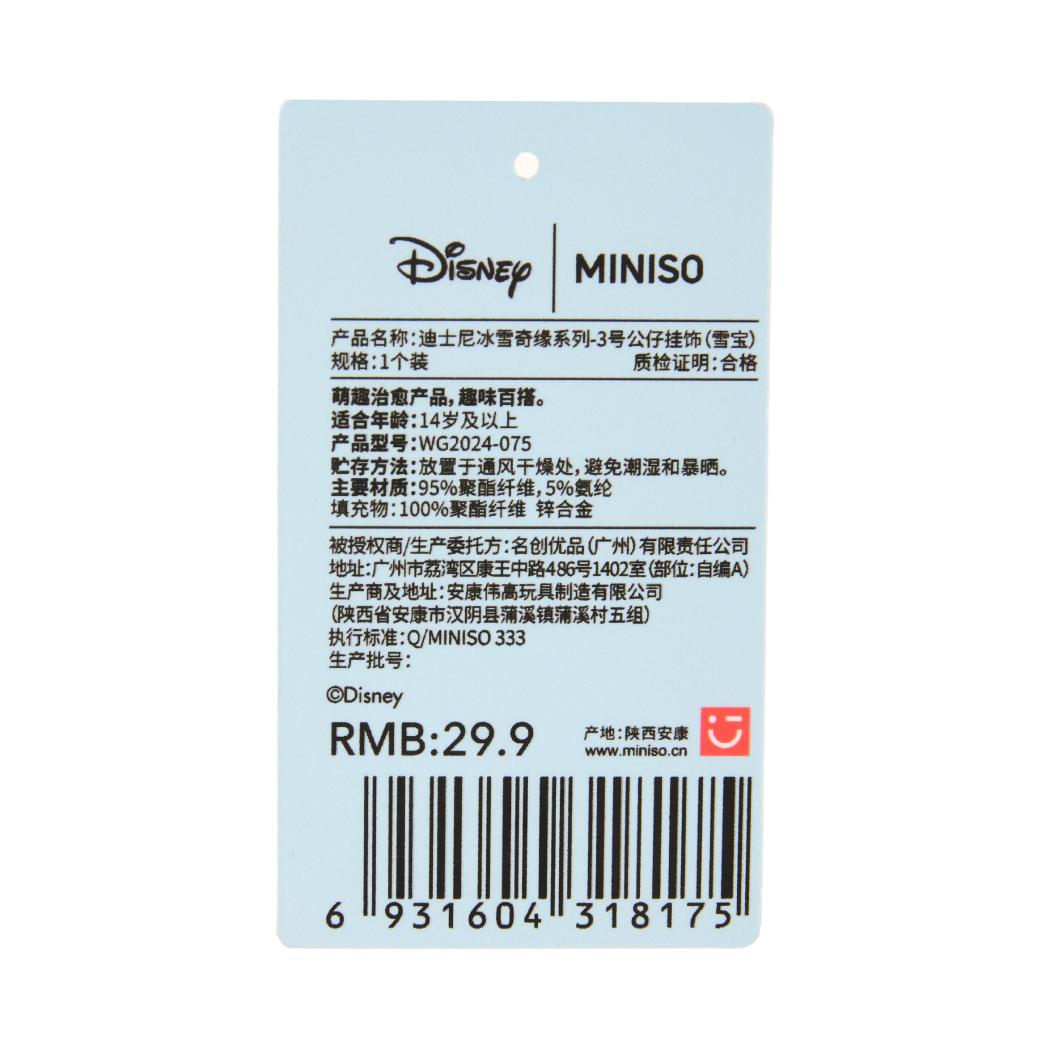 Disney | MINISO
产品名称:迪士尼冰雪奇缘系列-3号公仔挂饰(雪宝)
规格:1个装 质检证明:合格
萌趣治愈产品,趣味百搭。
适合年龄:14岁及以上
产品型号:WG2024-075
贮存方法:放置于通风干燥处,避免潮湿和暴晒。
主要材质:95%聚酯纤维,5%氨纶
填充物:100%聚酯纤维 锌合金
被授权商/生产委托方:名创优品(广州)有限责任公司
地址:广州市荔湾区康王中路486号1402室(部位:自编A)
生产商及地址:安康伟高玩具制造有限公司
(陕西省安康市汉阴县蒲溪镇蒲溪村五组)
执行标准:Q/MINISO 333
生产批号:
©Disney
RMB:29.9
产地:陕西安康
www.miniso.cn
6 931604 318175